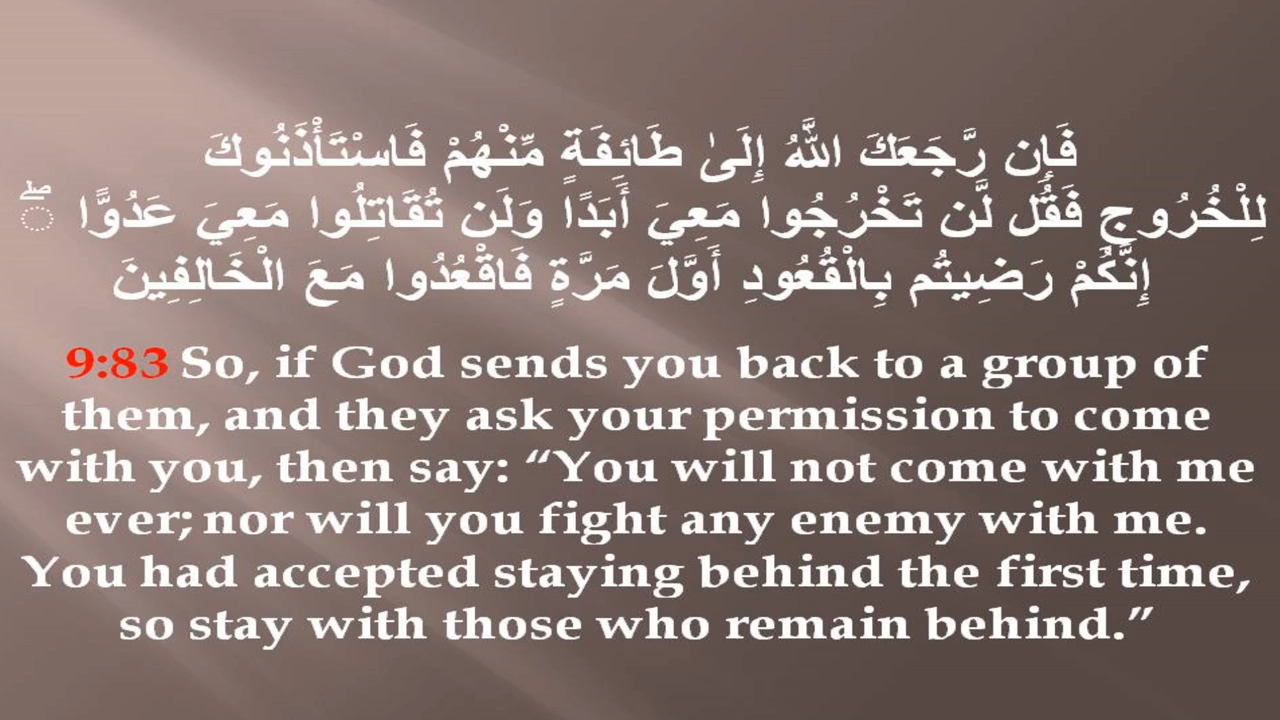 فَإِن رَّجَعَكَ اللَّهُ إِلَىٰ طَائِفَةٍ مِّنْهُمْ فَاسْتَأْذَنُوكَ
لِلْخُرُوجِ فَقُل لَّن تَخْرُجُوا مَعِيَ أَبَدًا وَلَن تُقَاتِلُوا مَعِيَ عَدُوًّا ۖ
إِنَّكُمْ رَضِيتُم بِالْقُعُودِ أَوَّلَ مَرَّةٍ فَاقْعُدُوا مَعَ الْخَالِفِينَ
9:83 So, if God sends you back to a group of
them, and they ask your permission to come
with you, then say: “You will not come with me
ever; nor will you fight any enemy with me.
You had accepted staying behind the first time,
so stay with those who remain behind.”